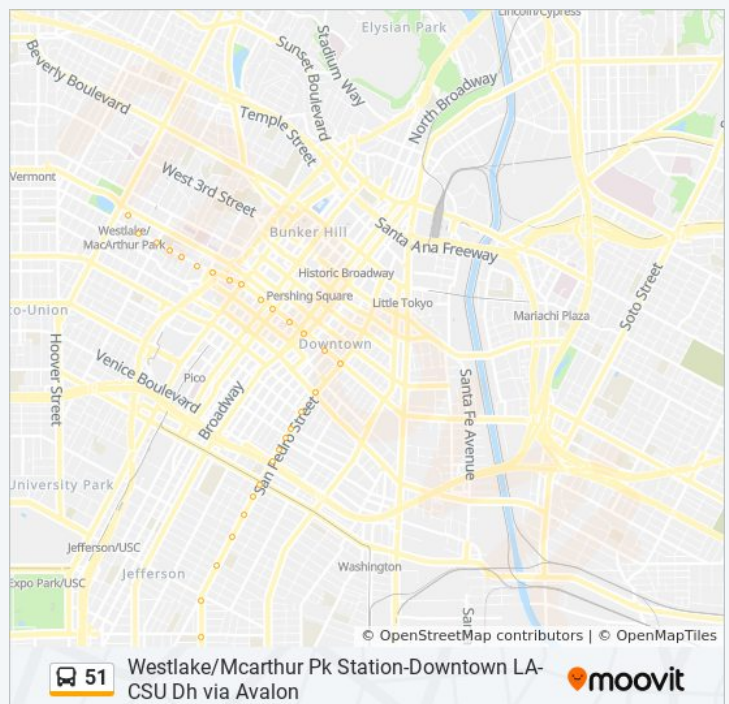 Lincoln/Cypress
Elysian Park
Stadium Way
Sunset Boulevard
Beverly Boulevard
North Broadway
Temple Street
Vermont
West 3rd Street
Westlake/
MacArthur Park
Bunker Hill
Santa Ana Freeway
Historic Broadway
Pershing Square
Little Tokyo
Soto Street
co-Union
Mariachi Plaza
Hoover Street
Downtown
Venice Boulevard
Pico
Broadway
Santa Fe Avenue
San Pedro Street
University Park
Jefferson/USC
Jefferson
Washington
Expo Park/USC
San
© OpenStreetMap contributors | © OpenMapTiles
51
Westlake/Mcarthur Pk Station-Downtown LA-
CSU Dh via Avalon
moovit